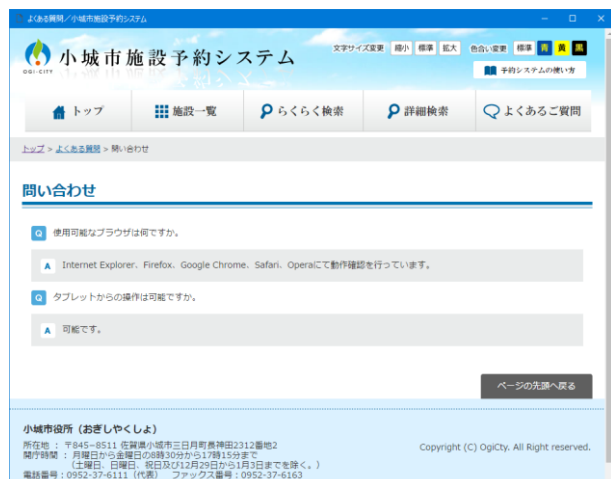 よくある質問／小城市施設予約システム
OGI-CITY
小城市施設予約システム
文字サイズ変更 縮小 標準 拡大 色合い変更 標準 青 黄 黒
予約システムの使い方
トップ 施設一覧 らくらく検索 詳細検索 よくあるご質問
トップ > よくある質問 > 問い合わせ
問い合わせ
Q 使用可能なブラウザは何ですか。
A Internet Explorer、Firefox、Google Chrome、Safari、Operaにて動作確認を行っています。
Q タブレットからの操作は可能ですか。
A 可能です。
ページの先頭へ戻る
小城市役所（おぎしやくしょ）
所在地 ： 〒845−8511 佐賀県小城市三日月町長神田2312番地2
開庁時間 ： 月曜日から金曜日の8時30分から17時15分まで
（土曜日、日曜日、祝日及び12月29日から1月3日までを除く。）
電話番号：0952-37-6111（代表） ファックス番号：0952-37-6163
Copyright (C) OgiCty. All Right reserved.